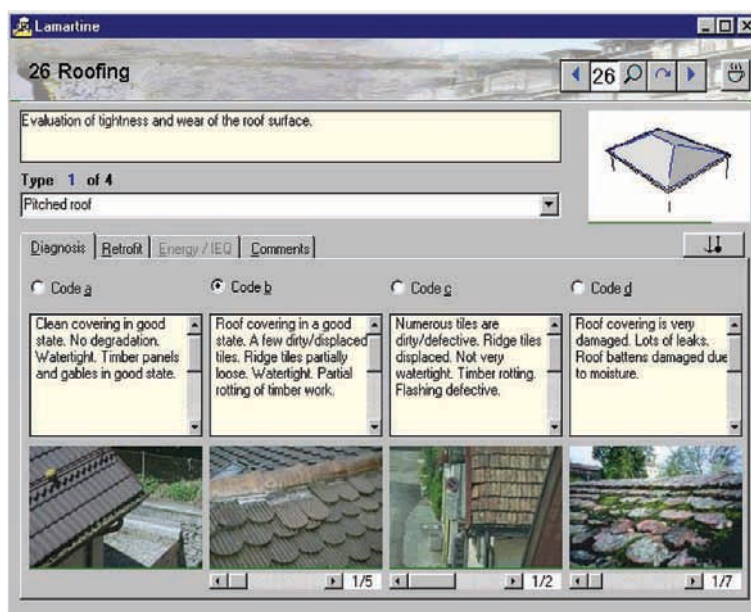 Lamartine
26 Roofing
26
Evaluation of tightness and wear of the roof surface.
Type 1 of 4
Pitched roof
Diagnosis
Retrofit
Energy / IEQ
Comments
Code a
Code b
Code c
Code d
Clean covering in good
state. No degradation.
Watertight. Timber panels
and gables in good state.
Roof covering in a good
state. A few dirty/displaced
tiles. Ridge tiles partially
loose. Watertight. Partial
rotting of timber work.
Numerous tiles are
dirty/defective. Ridge tiles
displaced. Not very
watertight. Timber rotting.
Flashing defective.
Roof covering is very
damaged. Lots of leaks.
Roof battens damaged due
to moisture.
1/5
1/2
1/7